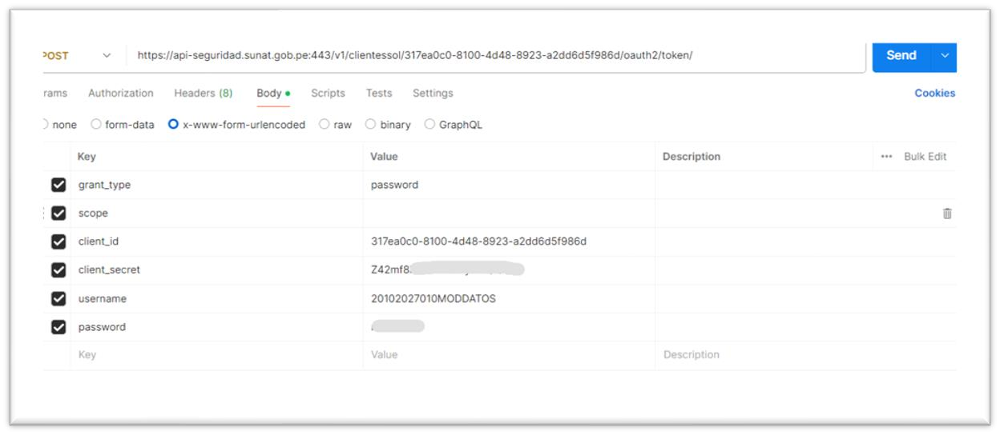 POST https://api-seguridad.sunat.gob.pe:443/v1/clientessol/317ea0c0-8100-4d48-8923-a2dd6d5f986d/oauth2/token/ Send
rams Authorization Headers (8) Body Scripts Tests Settings Cookies
none form-data x-www-form-urlencoded raw binary GraphQL
Key Value Description ••• Bulk Edit
grant_type password
scope
client_id 317ea0c0-8100-4d48-8923-a2dd6d5f986d
client_secret Z42mf8
username 20102027010MODDATOS
password
Key Value Description